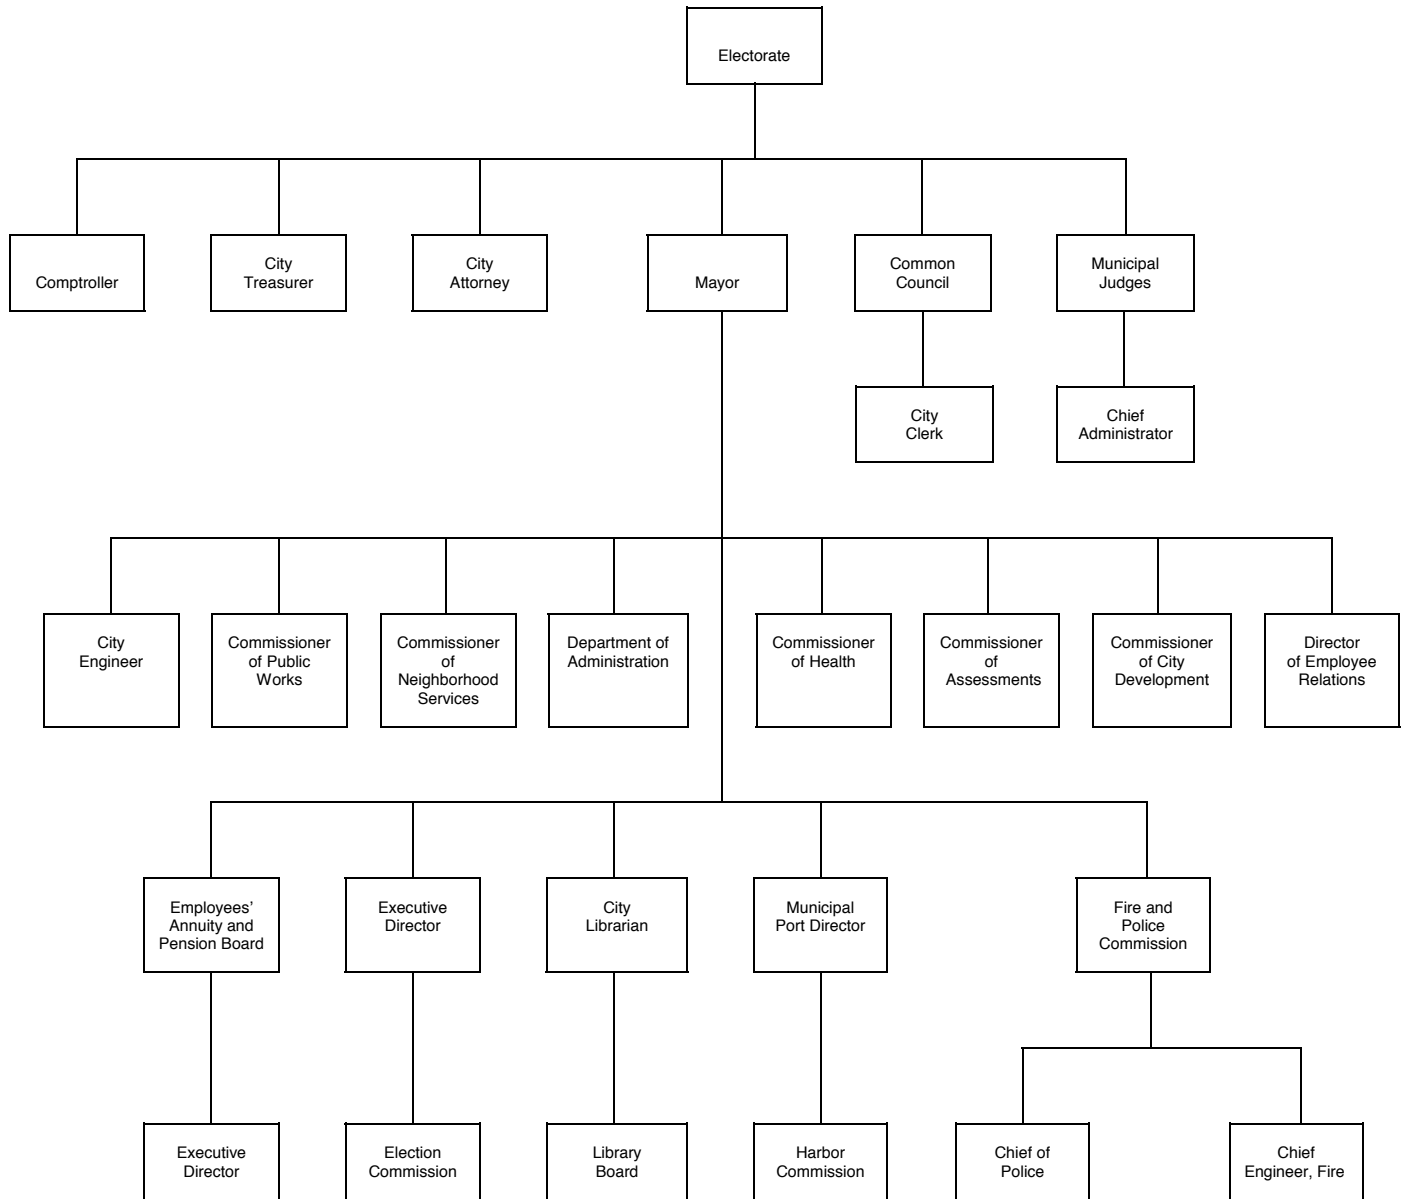 Electorate
Comptroller
City
Treasurer
City
Attorney
Mayor
Common
Council
Municipal
Judges
City
Clerk
Chief
Administrator
City
Engineer
Commissioner
of Public
Works
Commissioner
of
Neighborhood
Services
Department of
Administration
Commissioner
of Health
Commissioner
of
Assessments
Commissioner
of City
Development
Director
of Employee
Relations
Employees’
Annuity and
Pension Board
Executive
Director
City
Librarian
Municipal
Port Director
Fire and
Police
Commission
Executive
Director
Election
Commission
Library
Board
Harbor
Commission
Chief of
Police
Chief
Engineer, Fire